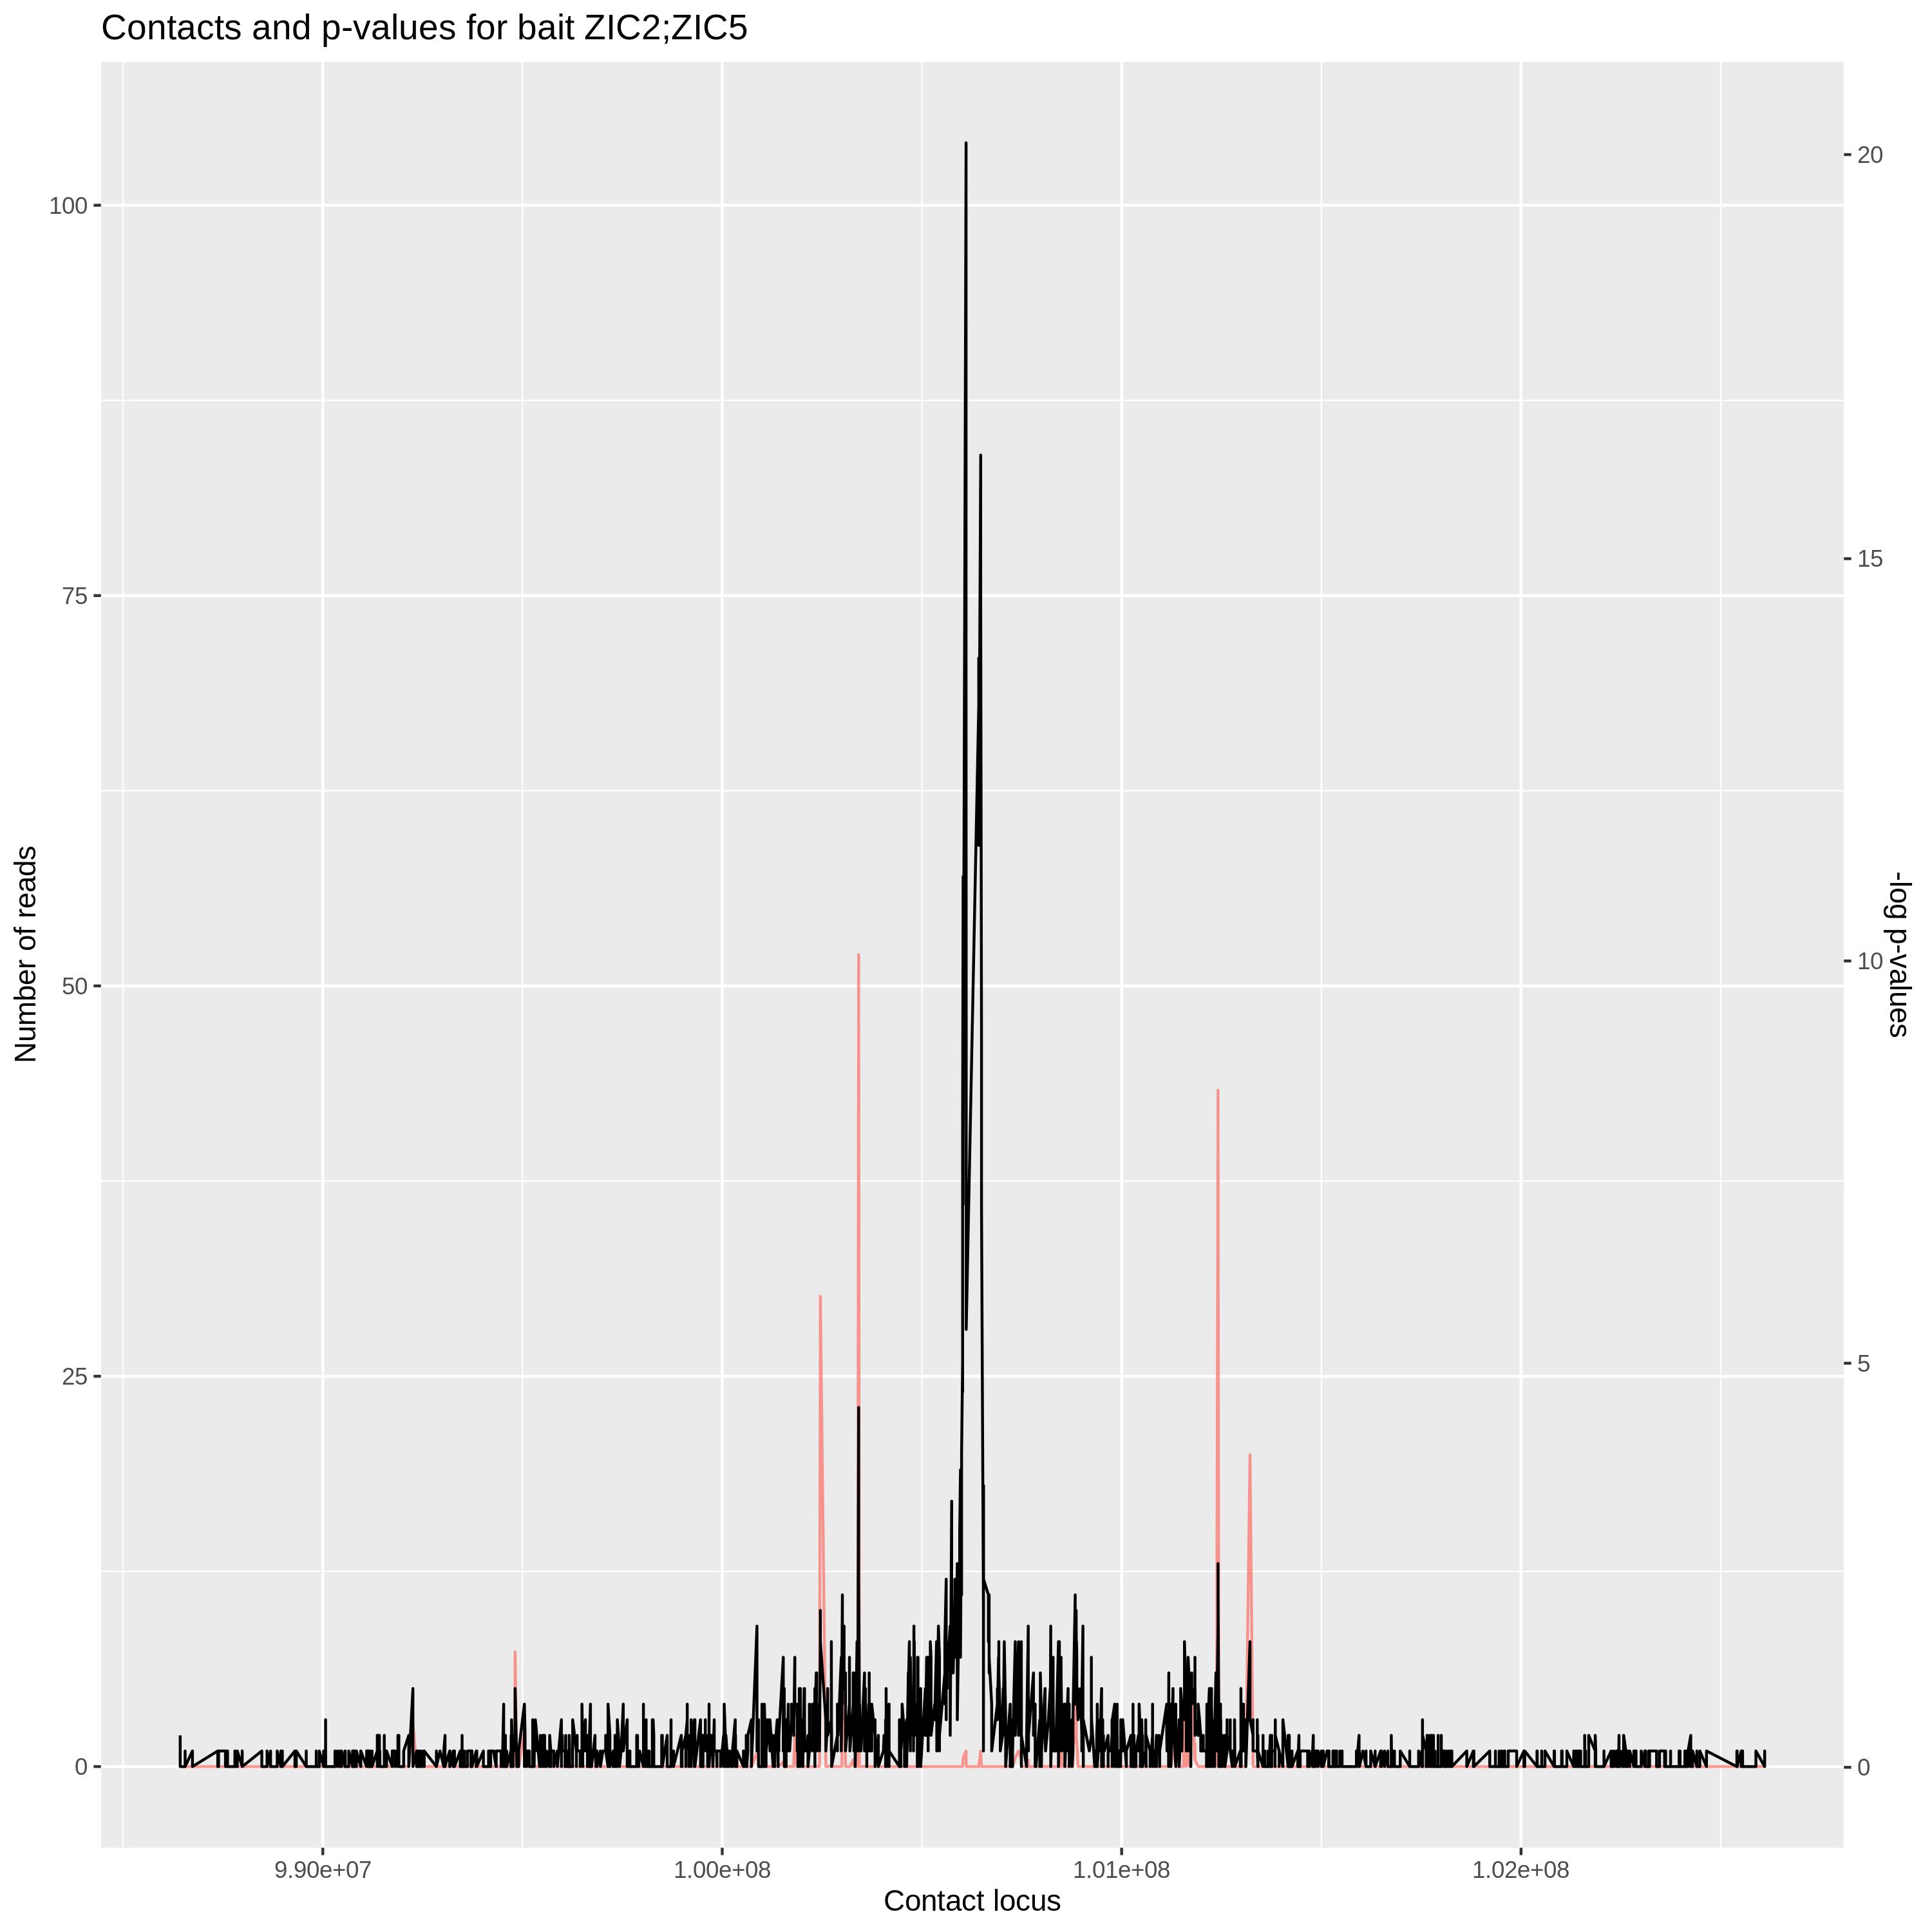 Contacts and p-values for bait ZIC2;ZIC5
Number of reads
100
75
50
25
0
20
15
10
5
0
-log p-values
9.90e+07
1.00e+08
1.01e+08
1.02e+08
Contact locus